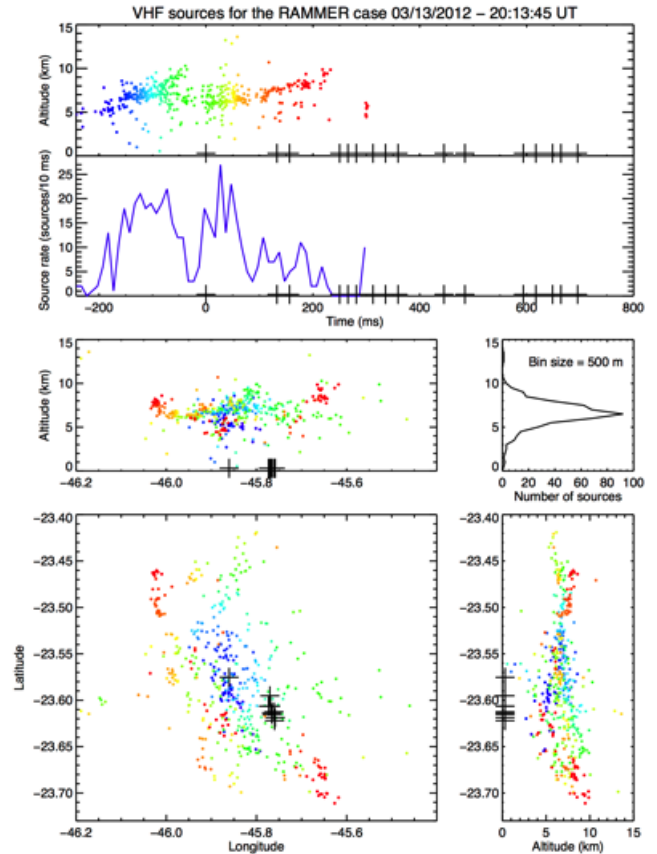 VHF sources for the RAMMER case 03/13/2012 − 20:13:45 UT
15
10
5
0
Altitude (km)
25
20
15
10
5
0
Source rate (sources/10 ms)
−200 0 200 400 600 800
Time (ms)
15
10
5
0
Altitude (km)
−46.2 −46.0 −45.8 −45.6
Bin size = 500 m
15
10
5
0
0 20 40 60 80 100
Number of sources
−23.40
−23.45
−23.50
−23.55
−23.60
−23.65
−23.70
Latitude
−46.2 −46.0 −45.8 −45.6
Longitude
−23.40
−23.45
−23.50
−23.55
−23.60
−23.65
−23.70
0 5 10 15
Altitude (km)